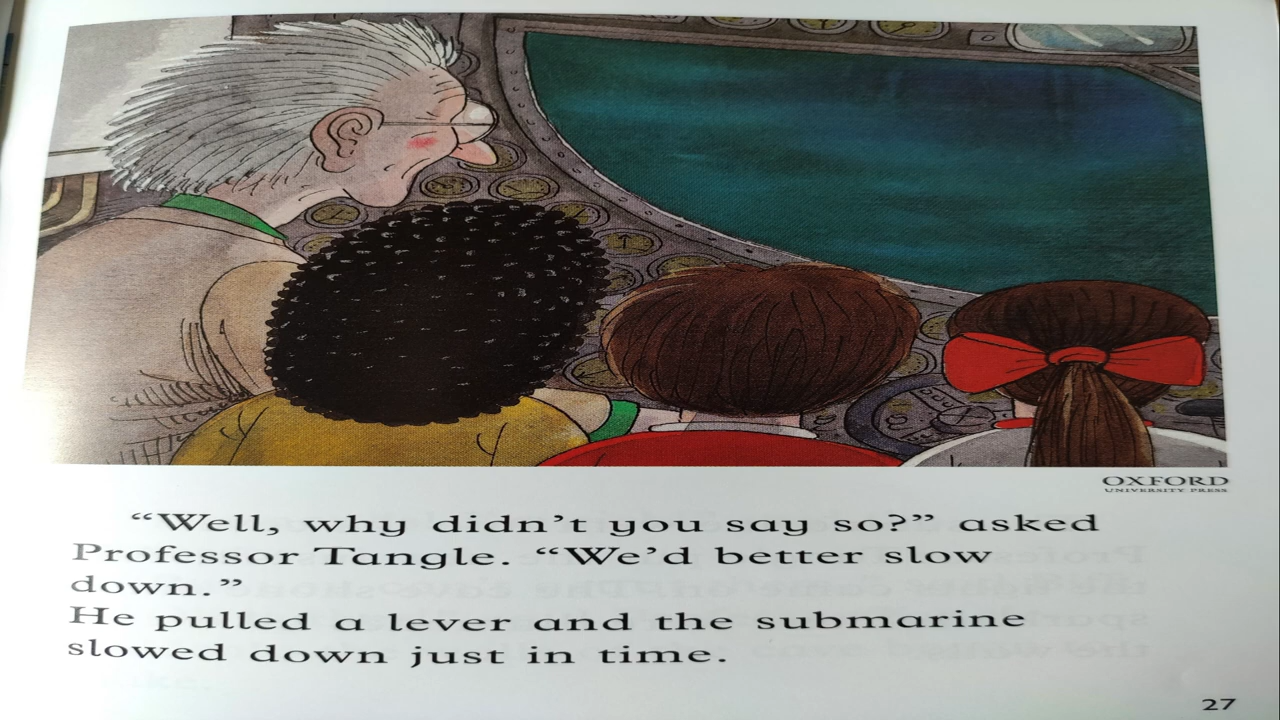 OXFORD
UNIVERSITY PRESS
“Well, why didn’t you say so?” asked
Professor Tangle. “We’d better slow
down.”
He pulled a lever and the submarine
slowed down just in time.
27